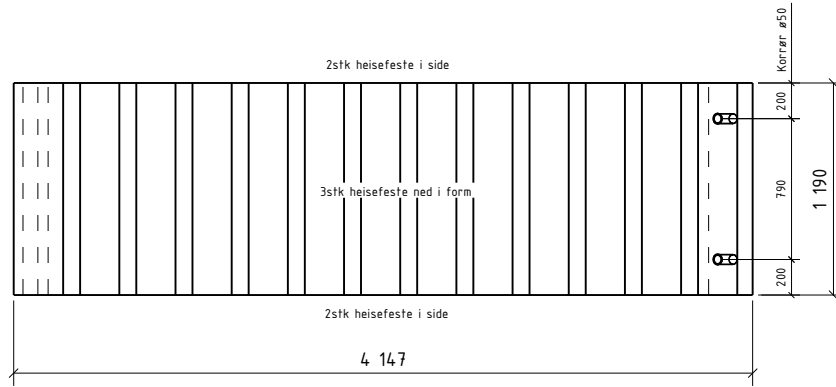 2stk heisefeste i side
Korrør ø50
200
3stk heisefeste ned i form
790
1 190
200
2stk heisefeste i side
4 147